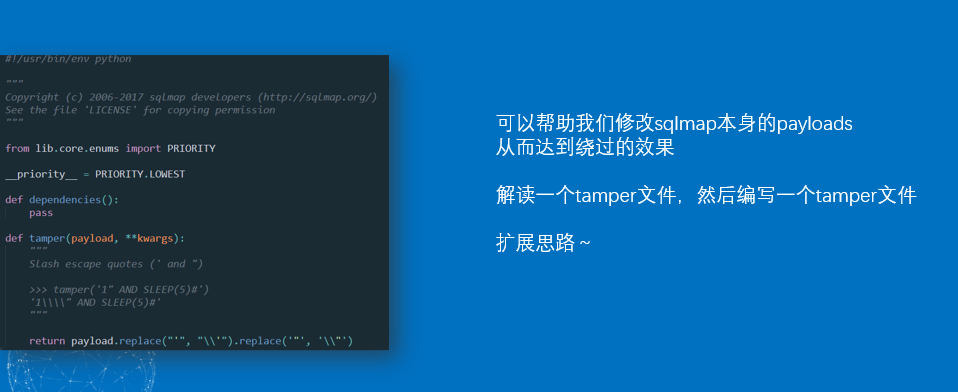 #!/usr/bin/env python
"""
Copyright (c) 2006-2017 sqlmap developers (http://sqlmap.org/)
See the file 'LICENSE' for copying permission
"""
from lib.core.enums import PRIORITY
__priority__ = PRIORITY.LOWEST
def dependencies():
    pass
def tamper(payload, **kwargs):
    """
    Slash escape quotes (' and ")
    >>> tamper('1" AND SLEEP(5)#')
    '1\\\\" AND SLEEP(5)#'
    """
    return payload.replace("'", "\\'").replace('"', '\\"')
可以帮助我们修改sqlmap本身的payloads
从而达到绕过的效果
解读一个tamper文件，然后编写一个tamper文件
扩展思路~